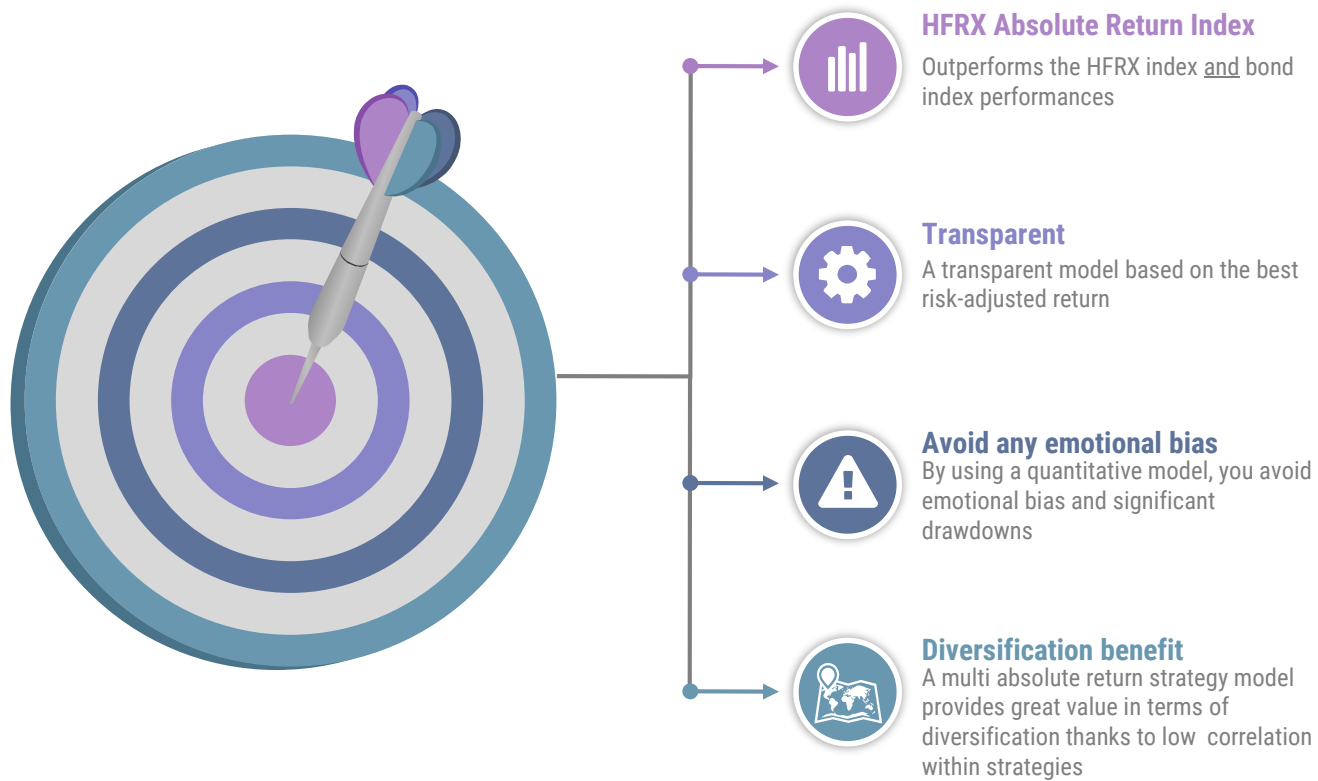 HFRX Absolute Return Index
Outperforms the HFRX index and bond
index performances
Transparent
A transparent model based on the best
risk-adjusted return
Avoid any emotional bias
By using a quantitative model, you avoid
emotional bias and significant
drawdowns
Diversification benefit
A multi absolute return strategy model
provides great value in terms of
diversification thanks to low  correlation
within strategies